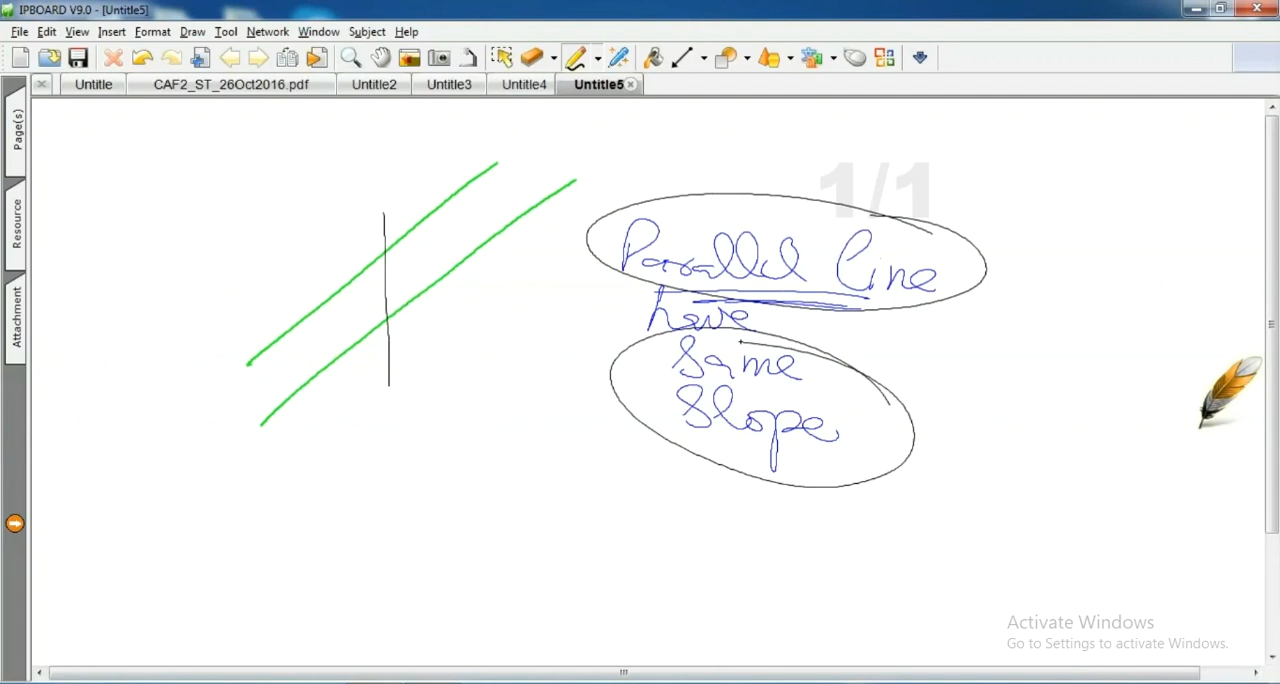 IPBOARD V9.0 - [Untitle5]
File Edit View Insert Format Draw Tool Network Window Subject Help
Untitle CAF2_ST_26Oct2016.pdf Untitle2 Untitle3 Untitle4 Untitle5
Page(s)
Resource
Attachment
1/1
Parallel line
have
Same
Slope
Activate Windows
Go to Settings to activate Windows.